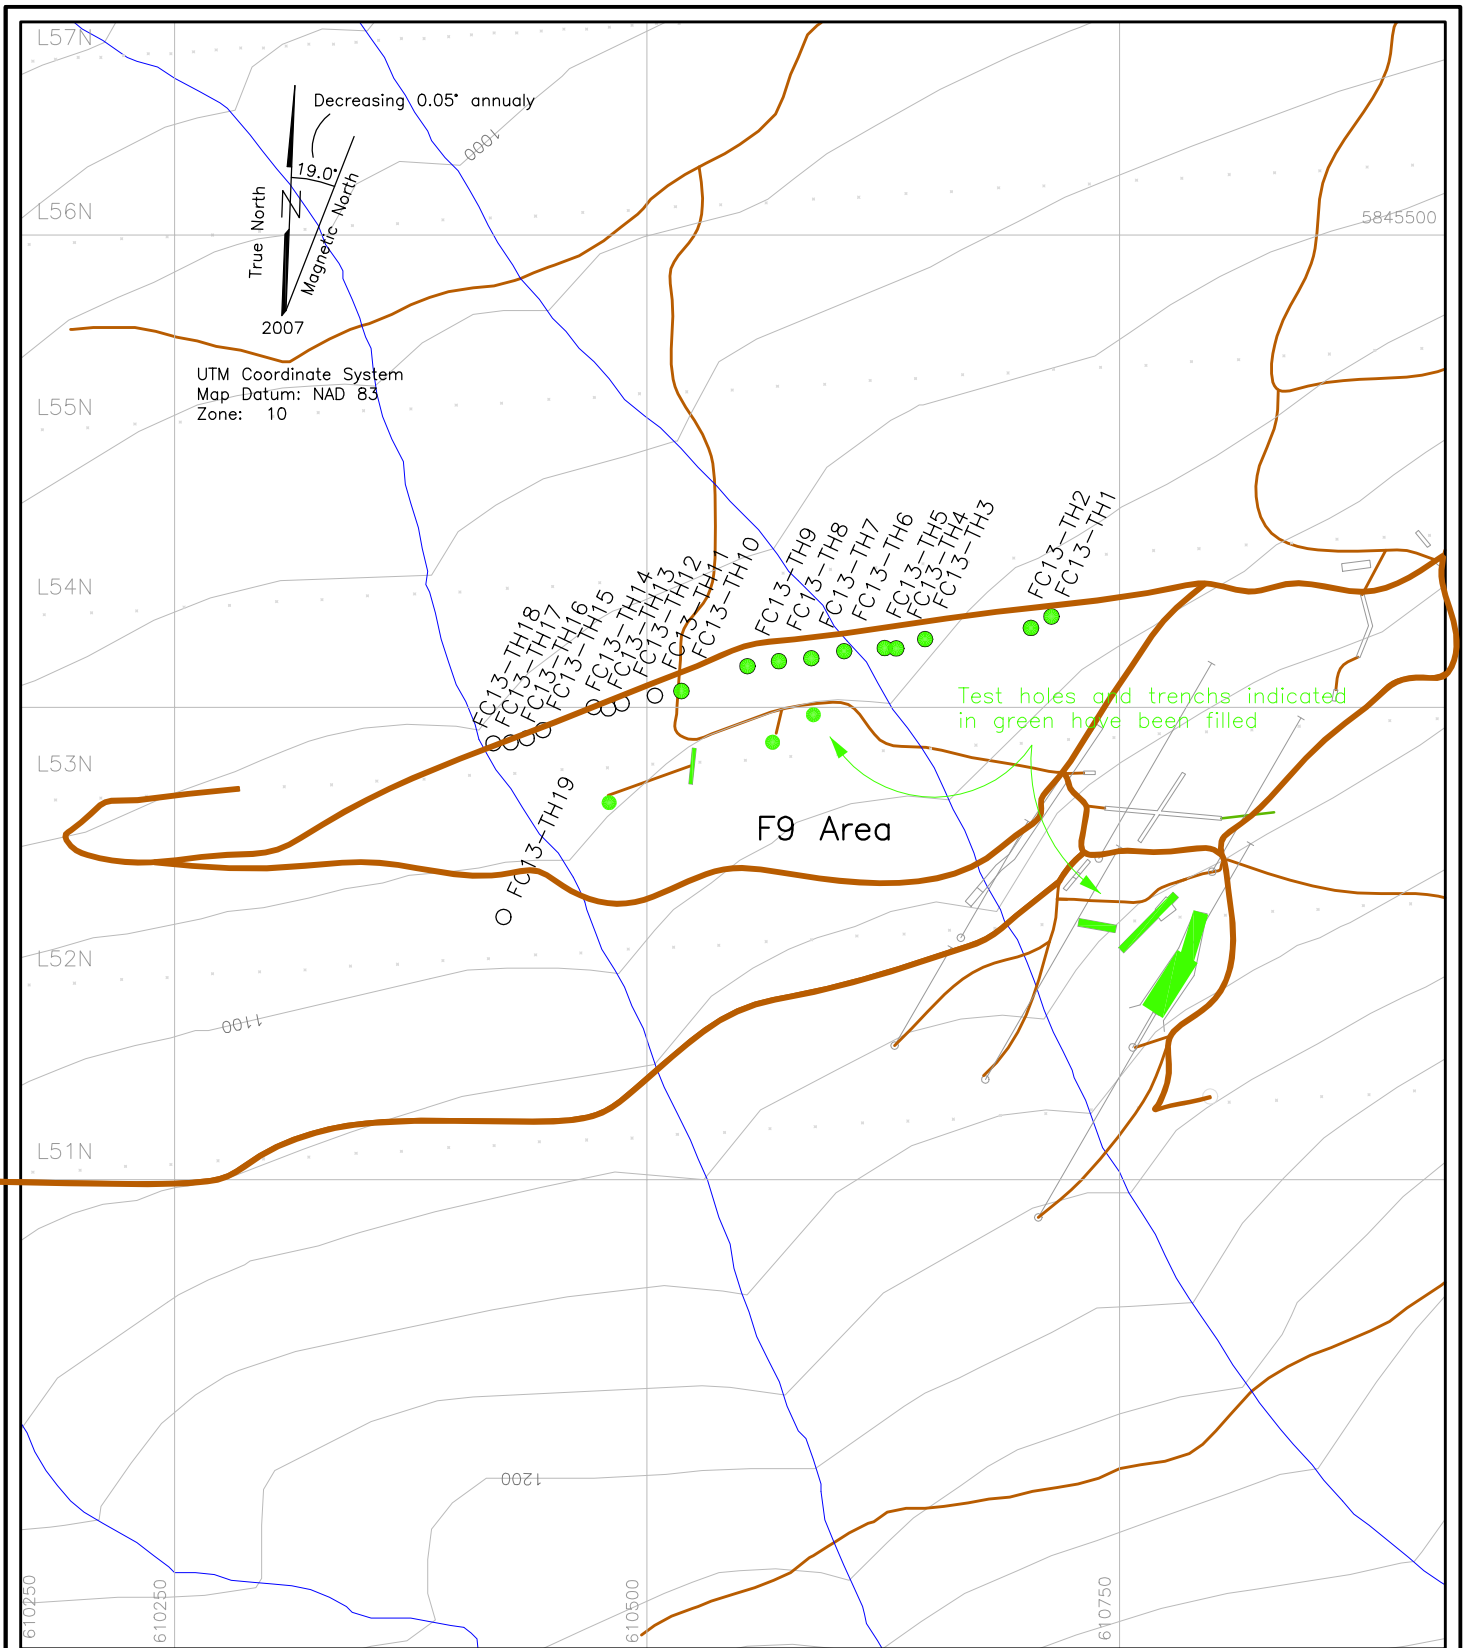 L57N
Decreasing 0.05° annualy
1000
19.0°
True North
N
Magnetic North
2007
L56N
5845500
UTM Coordinate System
Map Datum: NAD 83
Zone: 10
L55N
L54N
FC13-TH18
FC13-TH17
FC13-TH16
FC13-TH15
FC13-TH14
FC13-TH13
FC13-TH12
FC13-TH11
FC13-TH10
FC13-TH9
FC13-TH8
FC13-TH7
FC13-TH6
FC13-TH5
FC13-TH4
FC13-TH3
FC13-TH2
FC13-TH1
Test holes and trenchs indicated
in green have been filled
L53N
FC13-TH19
F9 Area
L52N
1100
L51N
1200
610250
610250
610500
610750